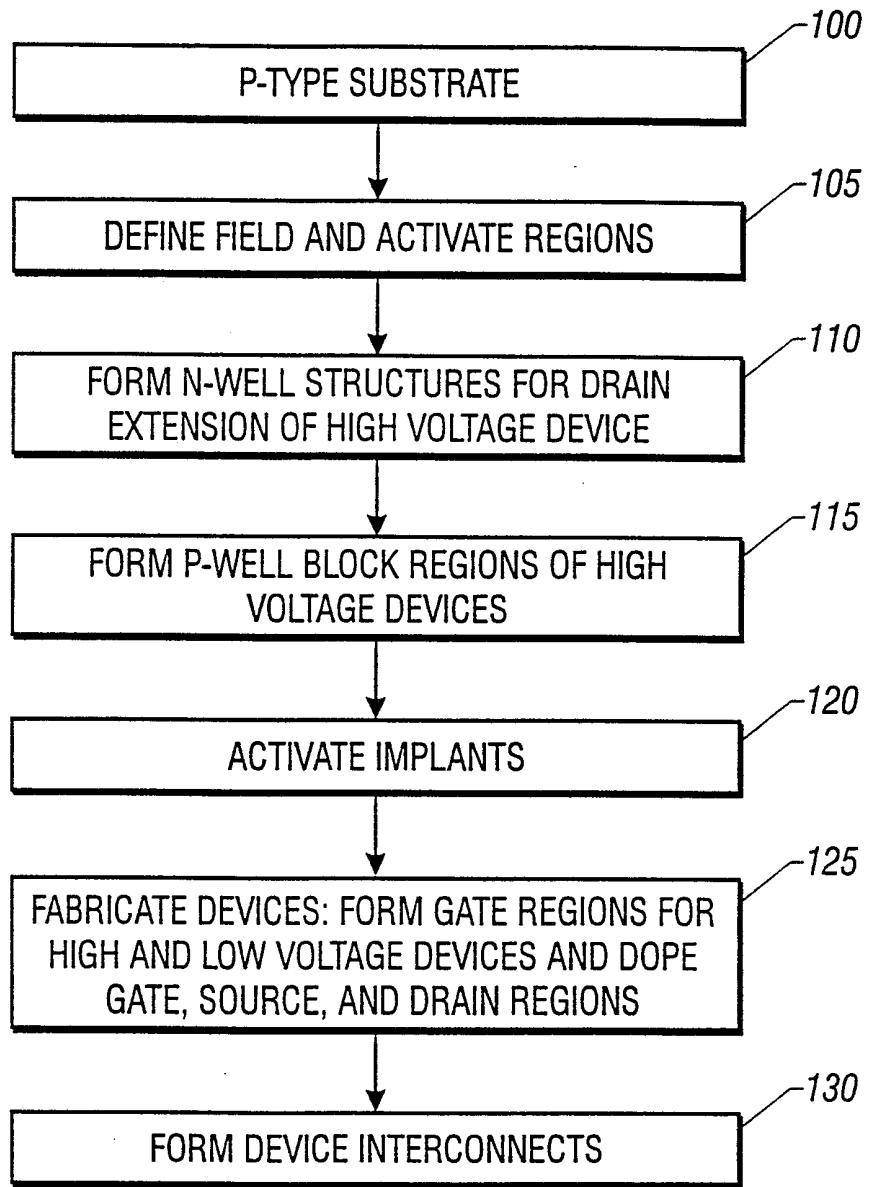 100
P-TYPE SUBSTRATE
105
DEFINE FIELD AND ACTIVATE REGIONS
110
FORM N-WELL STRUCTURES FOR DRAIN
EXTENSION OF HIGH VOLTAGE DEVICE
115
FORM P-WELL BLOCK REGIONS OF HIGH
VOLTAGE DEVICES
120
ACTIVATE IMPLANTS
125
FABRICATE DEVICES: FORM GATE REGIONS FOR
HIGH AND LOW VOLTAGE DEVICES AND DOPE
GATE, SOURCE, AND DRAIN REGIONS
130
FORM DEVICE INTERCONNECTS